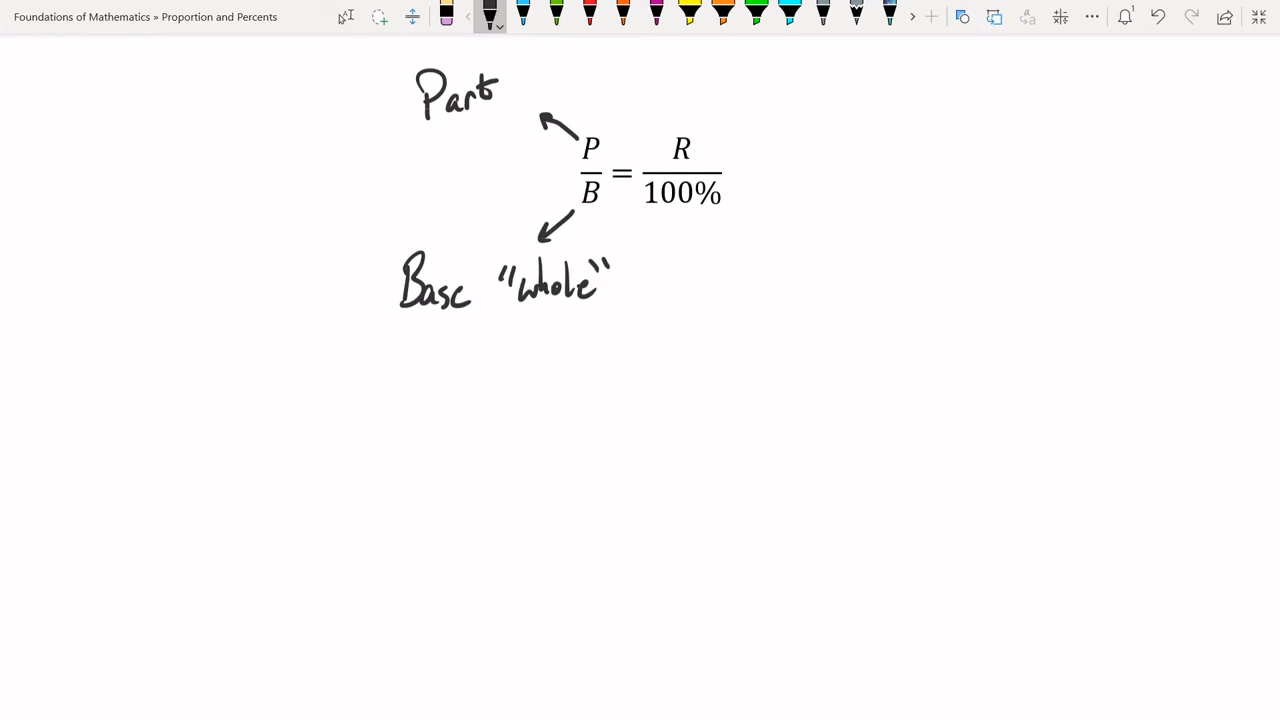 Foundations of Mathematics » Proportion and Percents
Part
P/B = R/100%
Base "whole"